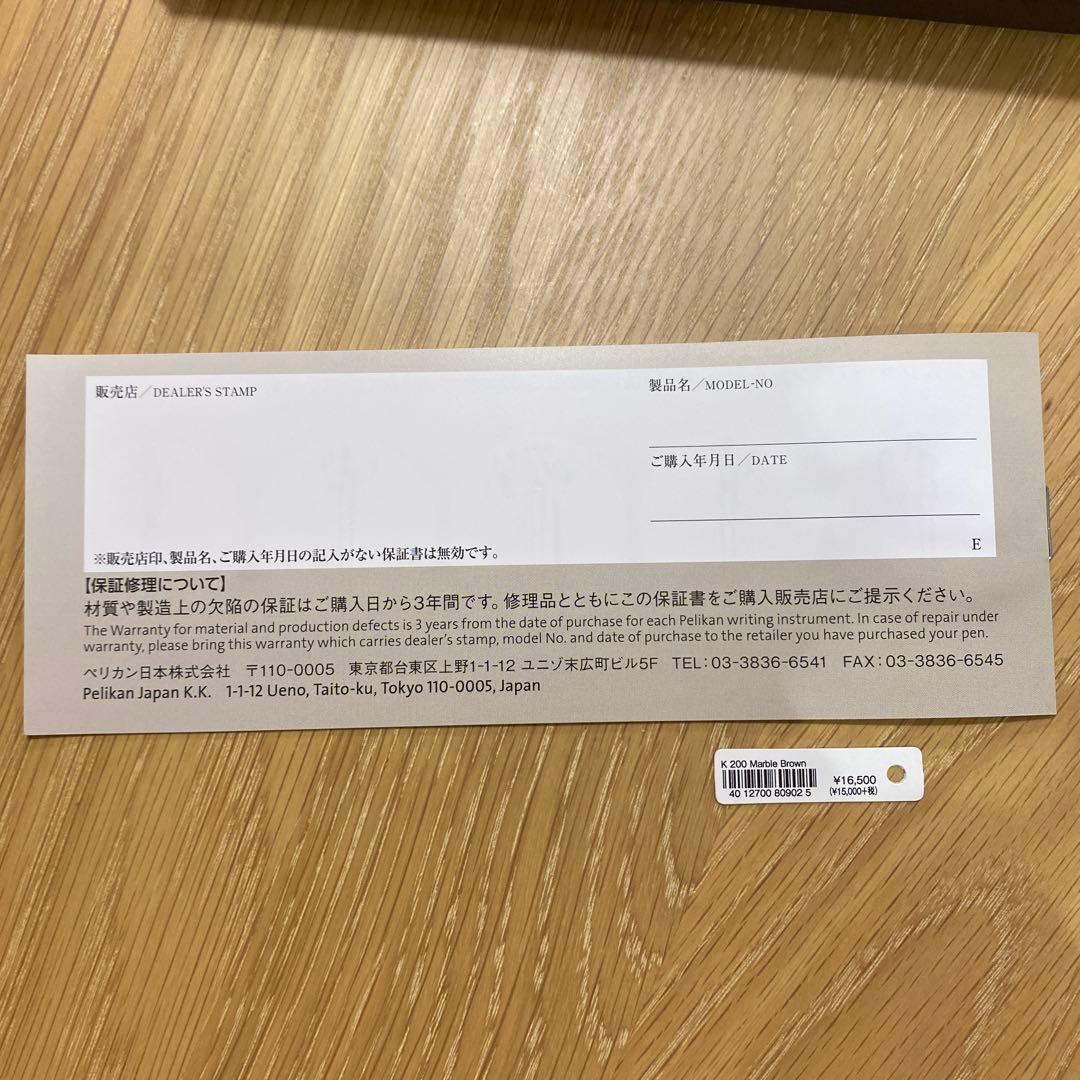 販売店／DEALER'S STAMP
製品名／MODEL-NO
ご購入年月日／DATE
※販売店印、製品名、ご購入年月日の記入がない保証書は無効です。
E
【保証修理について】
材質や製造上の欠陥の保証はご購入日から3年間です。修理品とともにこの保証書をご購入販売店にご提示ください。
The Warranty for material and production defects is 3 years from the date of purchase for each Pelikan writing instrument. In case of repair under
warranty, please bring this warranty which carries dealer's stamp, model No. and date of purchase to the retailer you have purchased your pen.
ペリカン日本株式会社 〒110-0005 東京都台東区上野1-1-12 ユニゾ末広町ビル5F TEL:03-3836-6541 FAX:03-3836-6545
Pelikan Japan K.K. 1-1-12 Ueno, Taito-ku, Tokyo 110-0005, Japan
K 200 Marble Brown
¥16,500
40 12700 80902 5
(¥15,000+税)